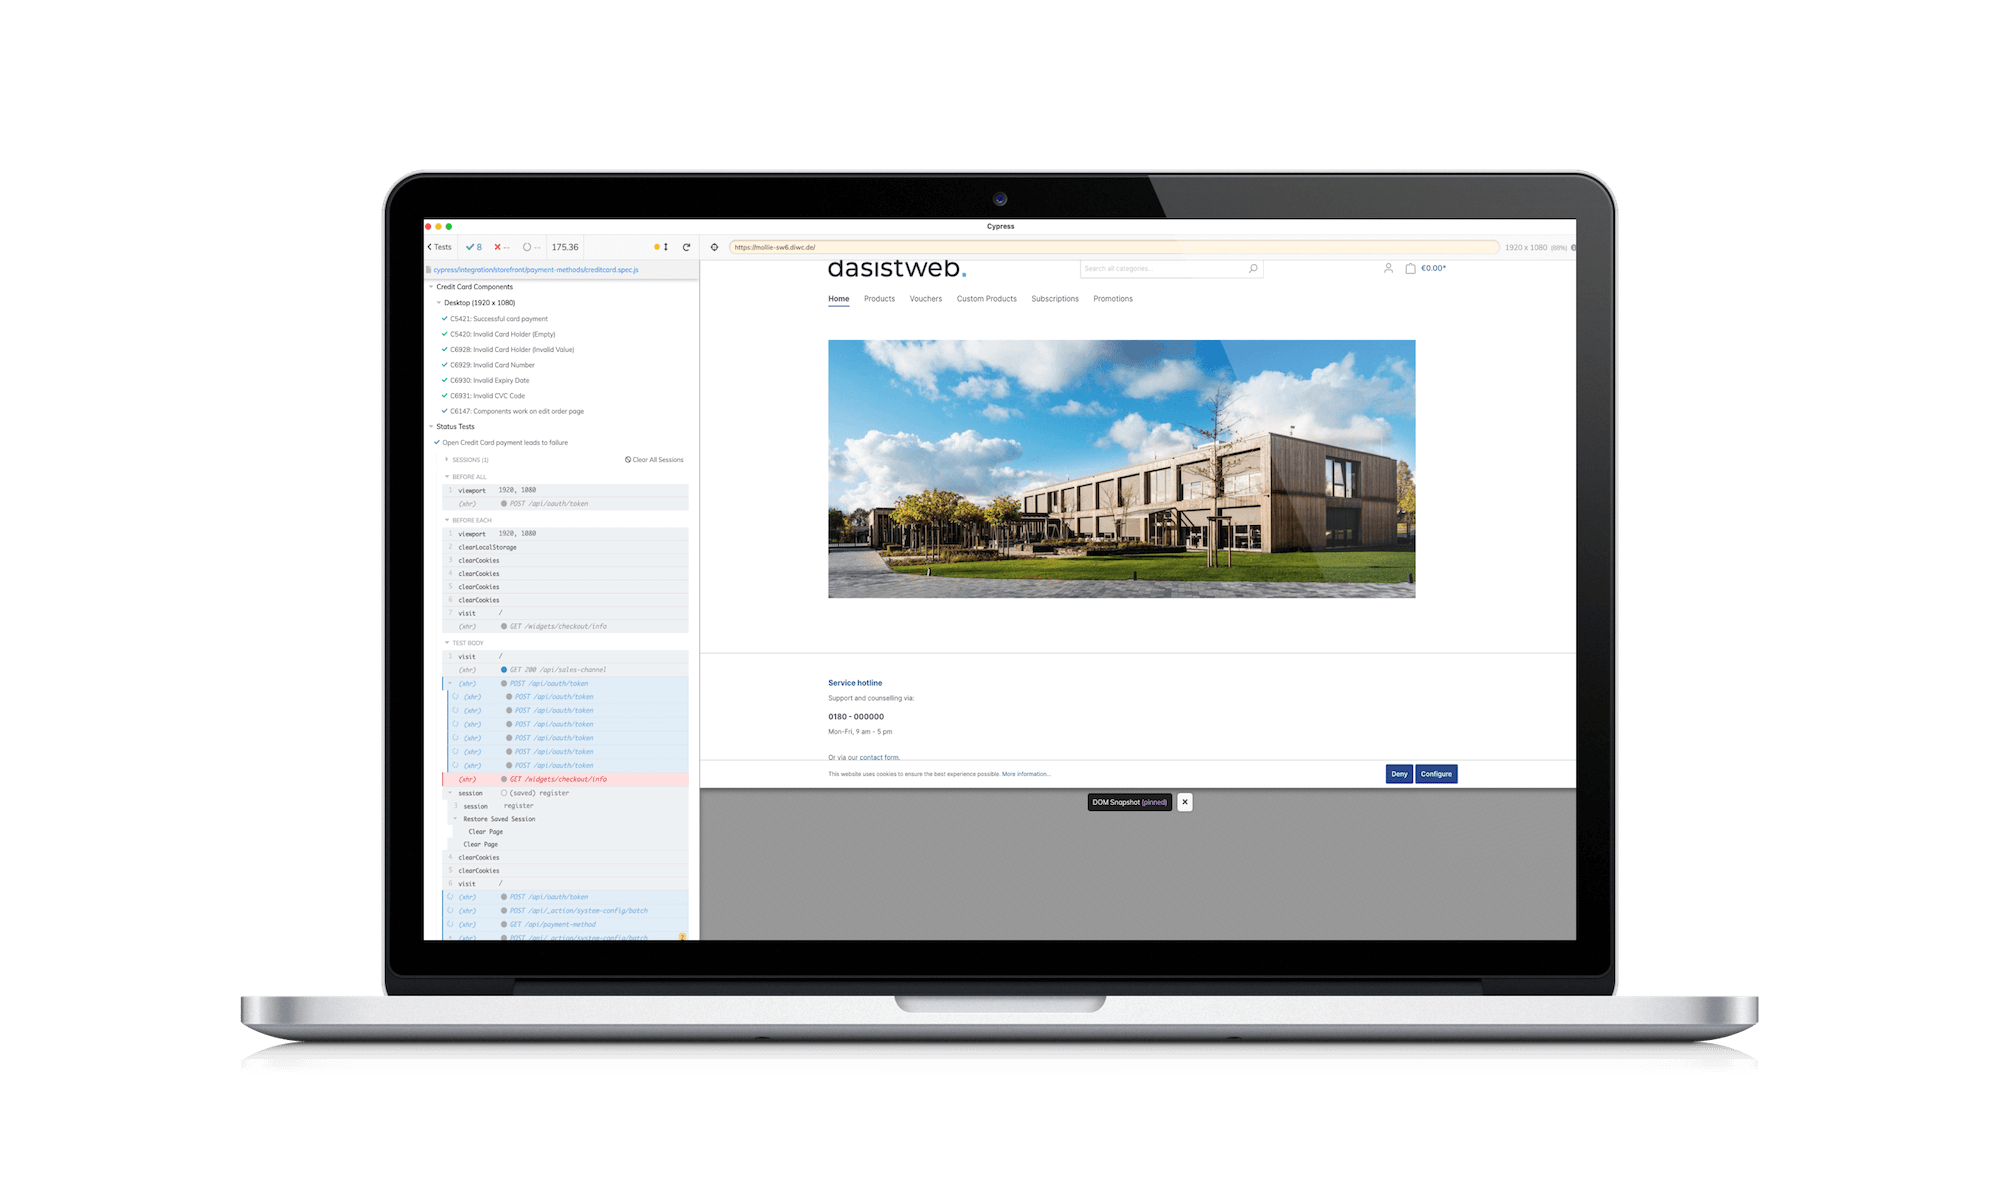 Cypress
Tests 8 -- -- 175.36
https://mollie-sw6.diwc.de/ 1920 x 1080 (66%)
cypress/integration/storefront/payment-methods/creditcard.spec.js
Credit Card Components
Desktop (1920 x 1080)
C5421: Successful card payment
C5420: Invalid Card Holder (Empty)
C6928: Invalid Card Holder (Invalid Value)
C6929: Invalid Card Number
C6930: Invalid Expiry Date
C6931: Invalid CVC Code
C6147: Components work on edit order page
Status Tests
Open Credit Card payment leads to failure
SESSIONS (1) Clear All Sessions
BEFORE ALL
1 viewport 1920, 1080
(xhr) POST /api/oauth/token
BEFORE EACH
1 viewport 1920, 1080
2 clearLocalStorage
3 clearCookies
4 clearCookies
5 clearCookies
6 clearCookies
7 visit /
(xhr) GET /widgets/checkout/info
TEST BODY
1 visit /
(xhr) GET 200 /api/sales-channel
(xhr) POST /api/oauth/token
(xhr) POST /api/oauth/token
(xhr) POST /api/oauth/token
(xhr) POST /api/oauth/token
(xhr) POST /api/oauth/token
(xhr) POST /api/oauth/token
(xhr) POST /api/oauth/token
(xhr) GET /widgets/checkout/info
session (saved) register
3 session register
Restore Saved Session
Clear Page
Clear Page
4 clearCookies
5 clearCookies
6 visit /
(xhr) POST /api/oauth/token
(xhr) POST /api/_action/system-config/batch
(xhr) GET /api/payment-method
(xhr) POST /api/_action/system-config/batch 2
dasistweb.
Search all categories...
€0.00*
Home Products Vouchers Custom Products Subscriptions Promotions
Service hotline
Support and counselling via:
0180 - 000000
Mon-Fri, 9 am - 5 pm
Or via our contact form.
This website uses cookies to ensure the best experience possible. More information...
Deny Configure
DOM Snapshot (pinned)